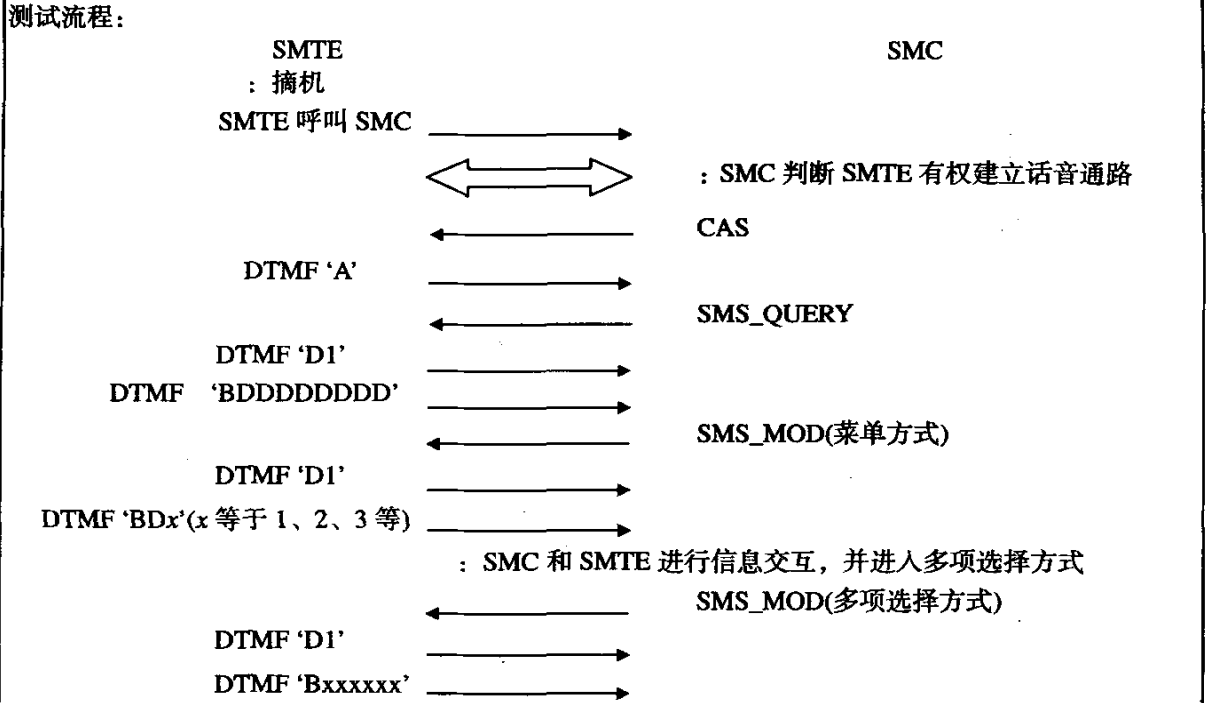 测试流程：
SMTE SMC
：摘机
SMTE 呼叫 SMC
：SMC 判断 SMTE 有权建立话音通路
CAS
DTMF ‘A’
SMS_QUERY
DTMF ‘D1’
DTMF ‘BDDDDDDDD’
SMS_MOD(菜单方式)
DTMF ‘D1’
DTMF ‘BDx’(x 等于 1、2、3 等)
：SMC 和 SMTE 进行信息交互，并进入多项选择方式
SMS_MOD(多项选择方式)
DTMF ‘D1’
DTMF ‘Bxxxxxx’